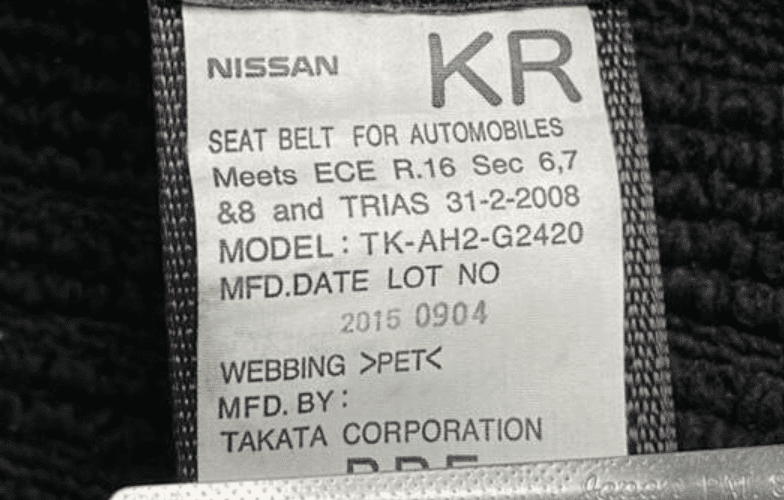 NISSAN KR
SEAT BELT FOR AUTOMOBILES
Meets ECE R.16 Sec 6,7
&8 and TRIAS 31-2-2008
MODEL: TK-AH2-G2420
MFD.DATE LOT NO
2015 0904
WEBBING >PET<
MFD. BY:
TAKATA CORPORATION